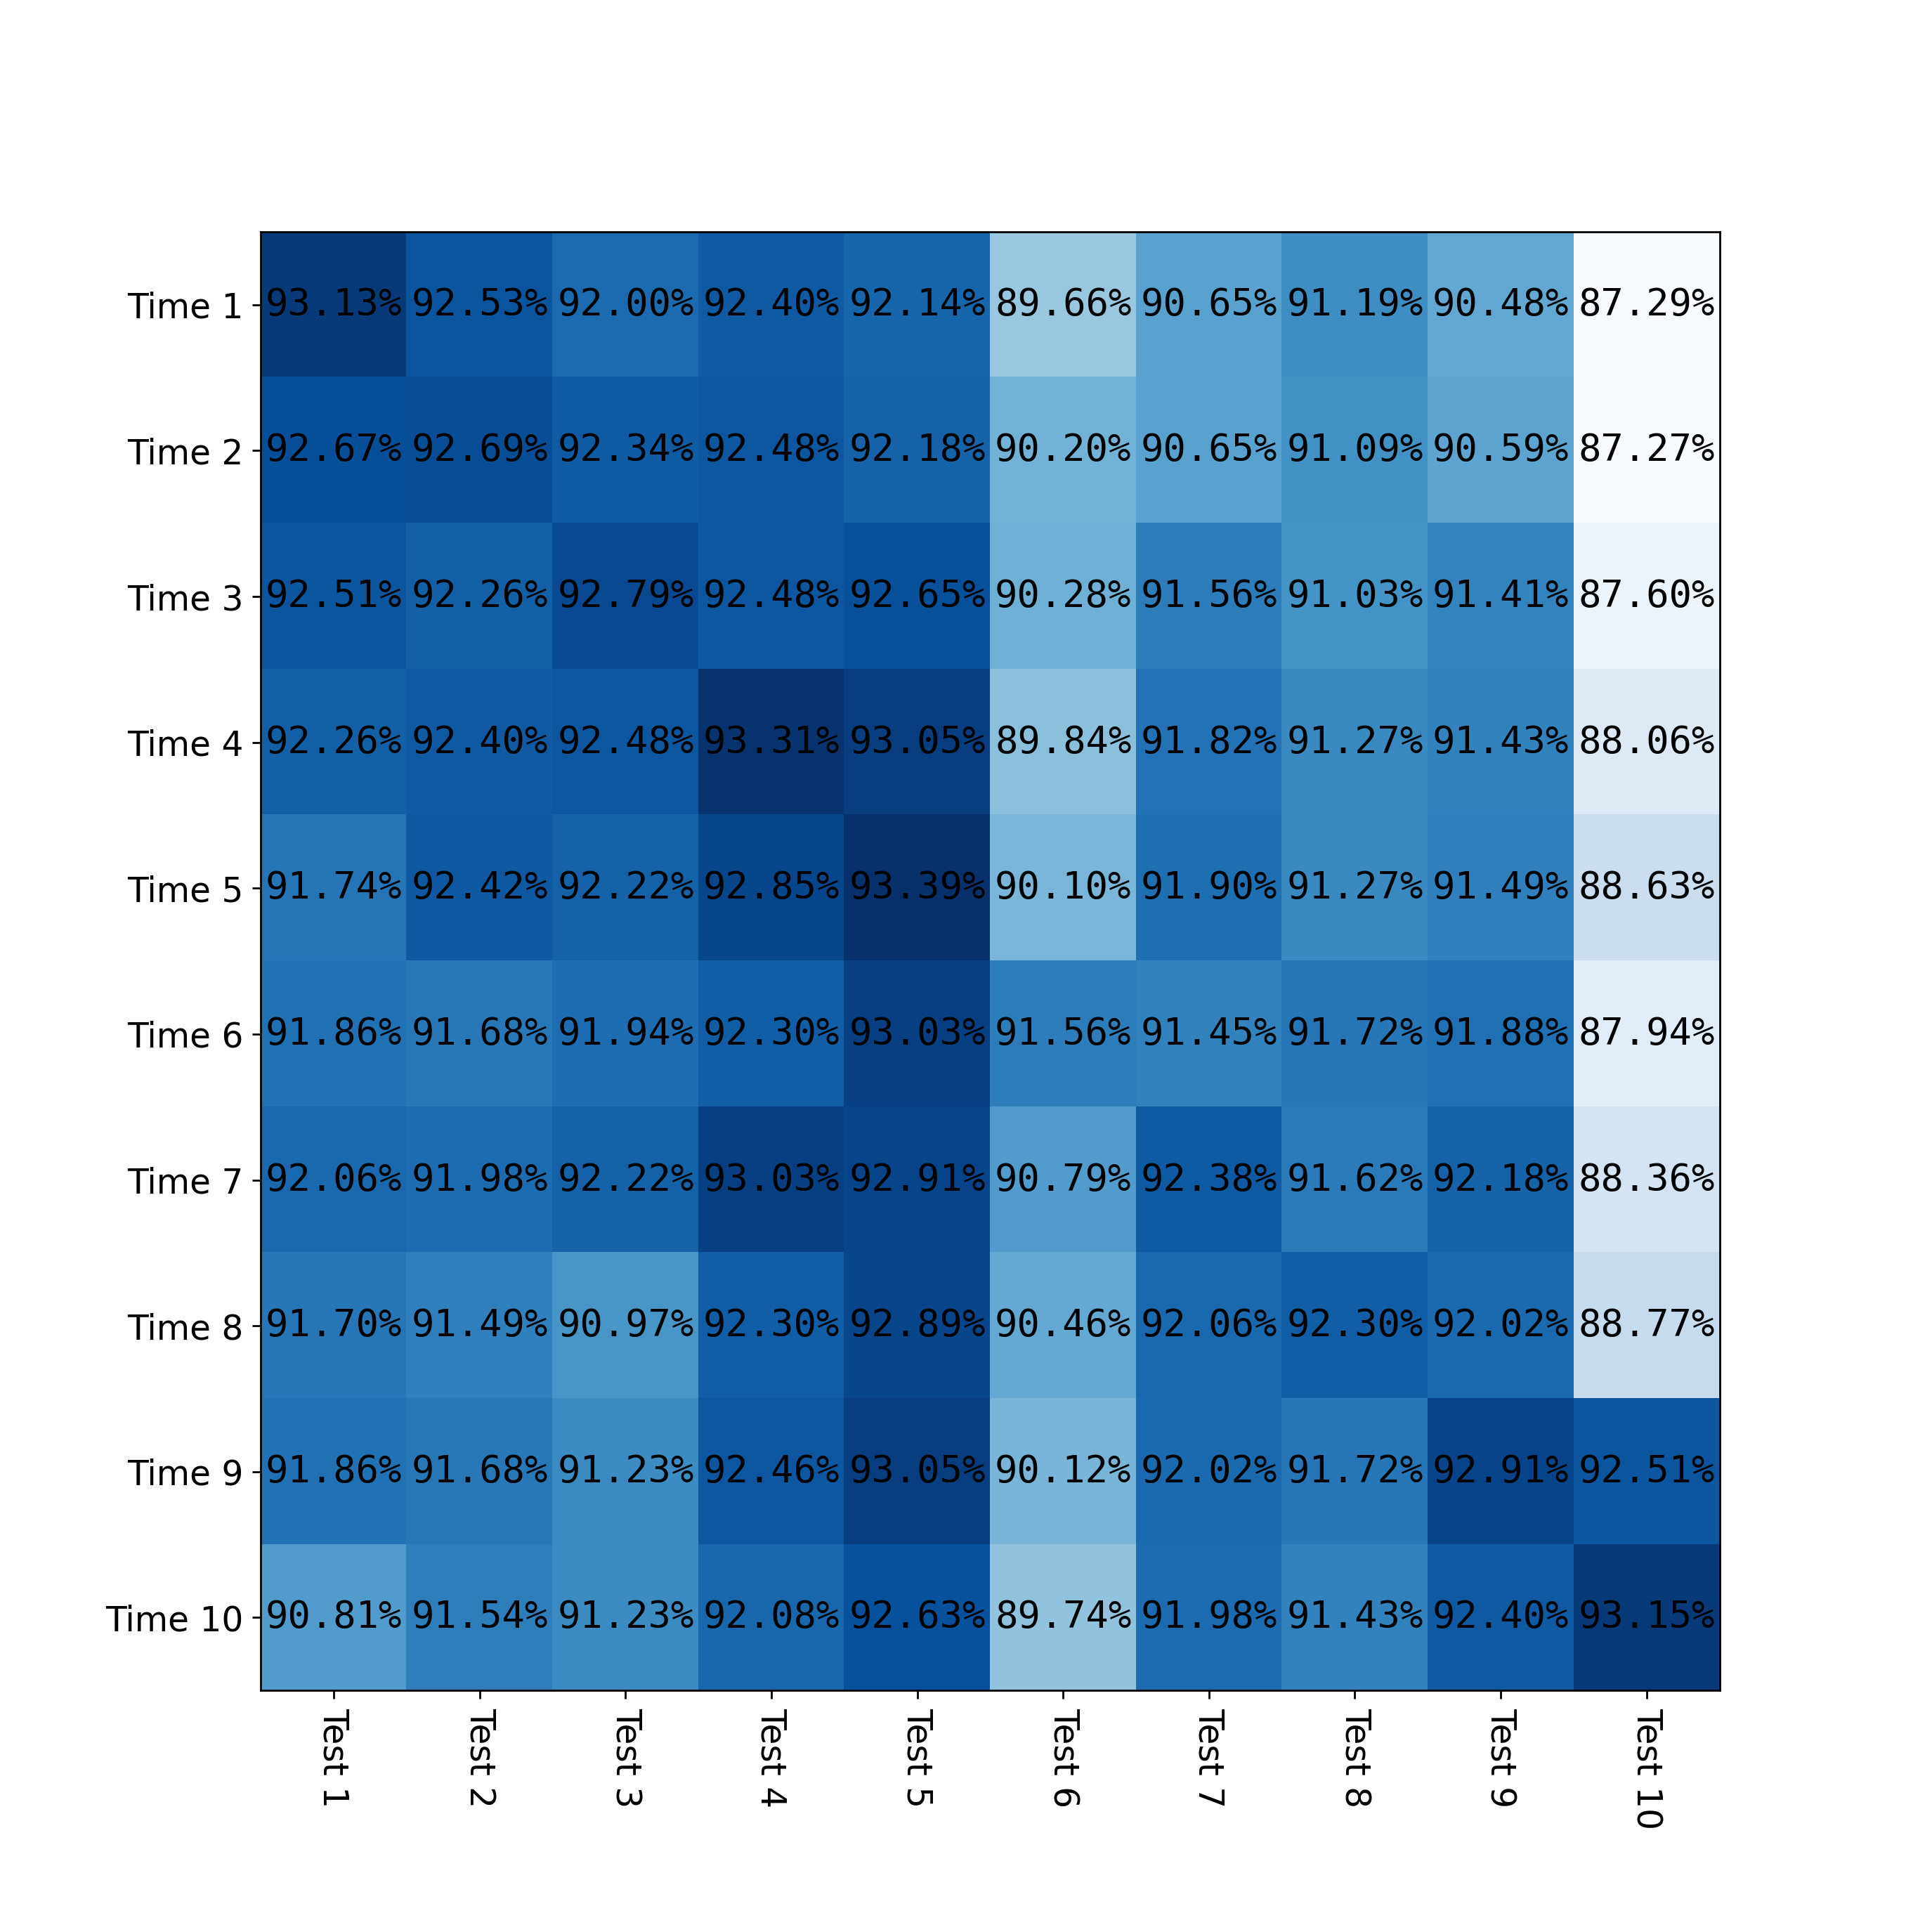 Time 1 93.13% 92.53% 92.00% 92.40% 92.14% 89.66% 90.65% 91.19% 90.48% 87.29%
Time 2 92.67% 92.69% 92.34% 92.48% 92.18% 90.20% 90.65% 91.09% 90.59% 87.27%
Time 3 92.51% 92.26% 92.79% 92.48% 92.65% 90.28% 91.56% 91.03% 91.41% 87.60%
Time 4 92.26% 92.40% 92.48% 93.31% 93.05% 89.84% 91.82% 91.27% 91.43% 88.06%
Time 5 91.74% 92.42% 92.22% 92.85% 93.39% 90.10% 91.90% 91.27% 91.49% 88.63%
Time 6 91.86% 91.68% 91.94% 92.30% 93.03% 91.56% 91.45% 91.72% 91.88% 87.94%
Time 7 92.06% 91.98% 92.22% 93.03% 92.91% 90.79% 92.38% 91.62% 92.18% 88.36%
Time 8 91.70% 91.49% 90.97% 92.30% 92.89% 90.46% 92.06% 92.30% 92.02% 88.77%
Time 9 91.86% 91.68% 91.23% 92.46% 93.05% 90.12% 92.02% 91.72% 92.91% 92.51%
Time 10 90.81% 91.54% 91.23% 92.08% 92.63% 89.74% 91.98% 91.43% 92.40% 93.15%
Test 1 Test 2 Test 3 Test 4 Test 5 Test 6 Test 7 Test 8 Test 9 Test 10